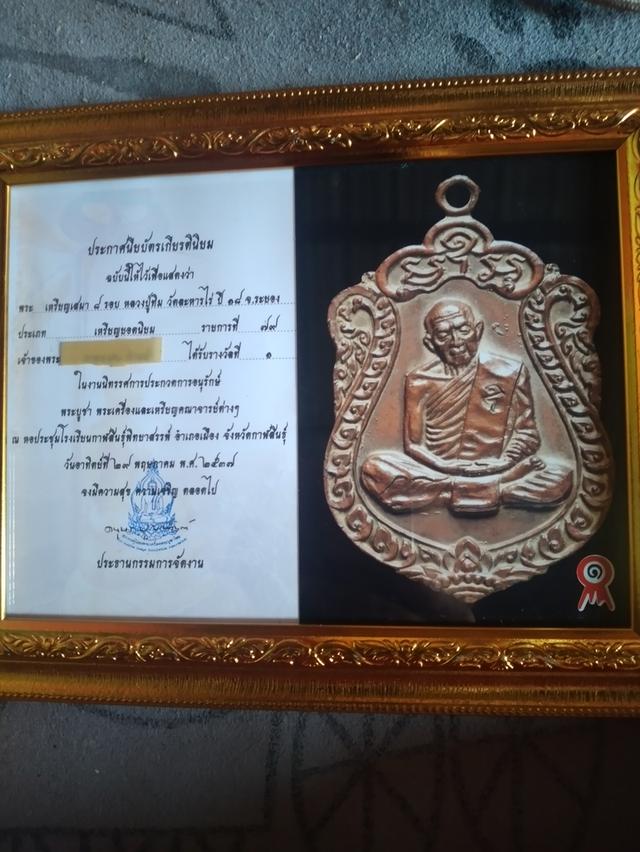 ประกาศนียบัตรเกียรตินิยม
ฉบับนี้ให้ไว้เพื่อแสดงว่า
พระ เหรียญเสมา ๘ รอบ หลวงปู่ทิม วัดละหารไร่ ปี ๑๘ จ.ระยอง
ประเภท เหรียญยอดนิยม รายการที่ ๗๙
เจ้าของพระ ได้รับรางวัลที่ ๑
ในงานนิทรรศการประกวดการอนุรักษ์
พระบูชา พระเครื่องและเหรียญคณาจารย์ต่างๆ
ณ หอประชุมโรงเรียนกาฬสินธุ์พิทยาสรรพ์ อำเภอเมือง จังหวัดกาฬสินธุ์
วันอาทิตย์ที่ ๒๙ พฤษภาคม พ.ศ. ๒๕๓๗
จงมีความสุข ความเจริญ ตลอดไป
ประธานกรรมการจัดงาน
๑